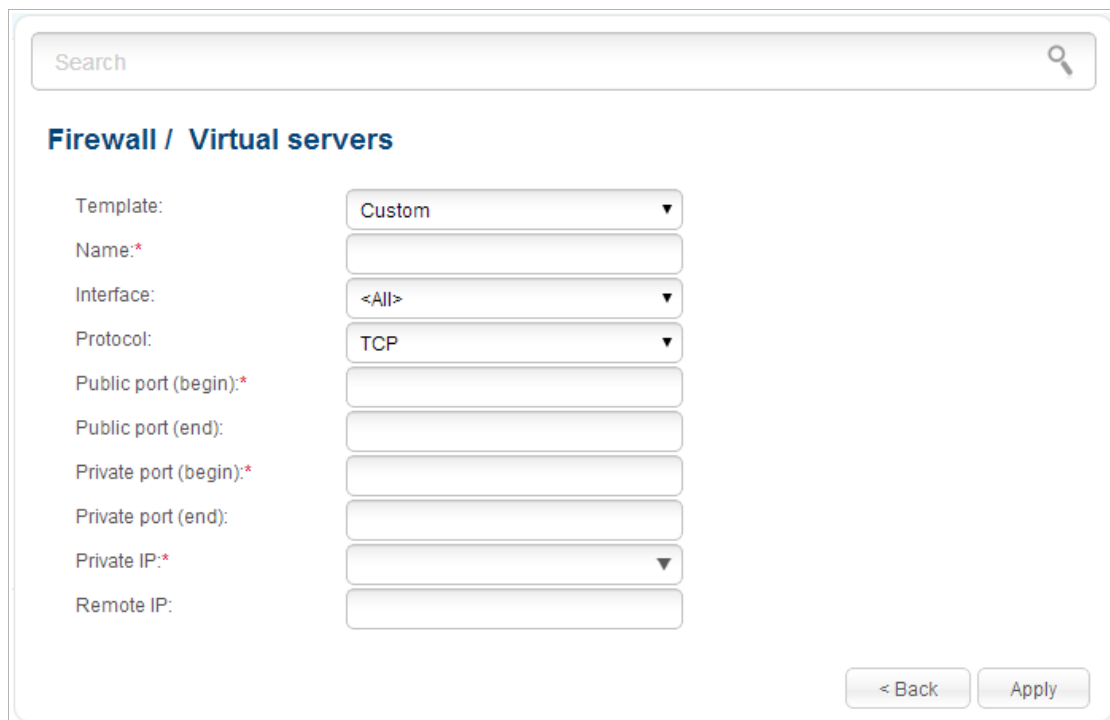 Search
Firewall / Virtual servers
Template: Custom
Name:*
Interface: <All>
Protocol: TCP
Public port (begin):*
Public port (end):
Private port (begin):*
Private port (end):
Private IP:*
Remote IP:
< Back Apply